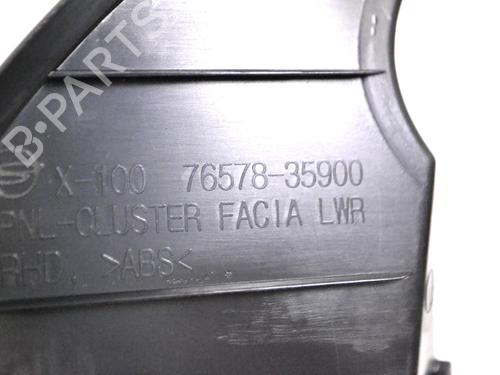 X-100 76578-35900
PNL-CLUSTER FACIA LWR
RHD. >ABS<
B-PARTS